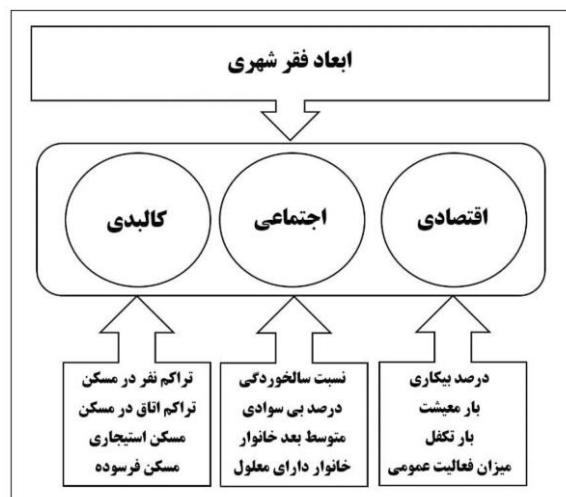 ابعاد فقر شهری
اقتصادی
اجتماعی
کالبدی
درصد بیکاری
بار معیشت
بار تکفل
میزان فعالیت عمومی
نسبت سالخوردگی
درصد بی سوادی
متوسط بعد خانوار
خانوار دارای معلول
تراکم نفر در مسکن
تراکم اتاق در مسکن
مسکن استیجاری
مسکن فرسوده